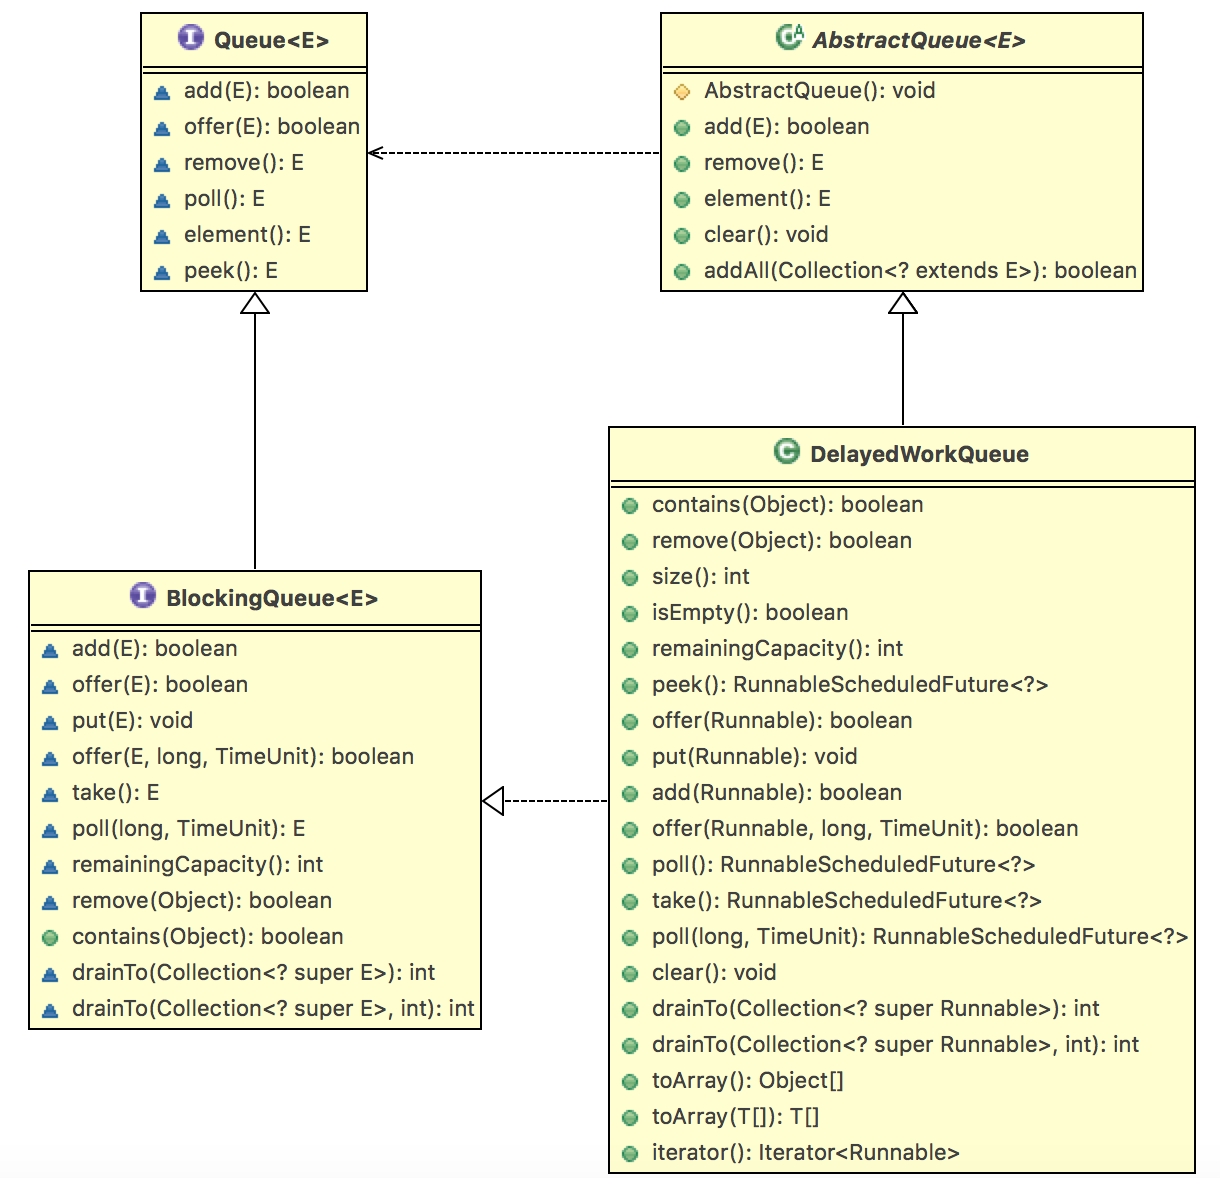 Queue<E>
add(E): boolean
offer(E): boolean
remove(): E
poll(): E
element(): E
peek(): E
AbstractQueue<E>
AbstractQueue(): void
add(E): boolean
remove(): E
element(): E
clear(): void
addAll(Collection<? extends E>): boolean
BlockingQueue<E>
add(E): boolean
offer(E): boolean
put(E): void
offer(E, long, TimeUnit): boolean
take(): E
poll(long, TimeUnit): E
remainingCapacity(): int
remove(Object): boolean
contains(Object): boolean
drainTo(Collection<? super E>): int
drainTo(Collection<? super E>, int): int
DelayedWorkQueue
contains(Object): boolean
remove(Object): boolean
size(): int
isEmpty(): boolean
remainingCapacity(): int
peek(): RunnableScheduledFuture<?>
offer(Runnable): boolean
put(Runnable): void
add(Runnable): boolean
offer(Runnable, long, TimeUnit): boolean
poll(): RunnableScheduledFuture<?>
take(): RunnableScheduledFuture<?>
poll(long, TimeUnit): RunnableScheduledFuture<?>
clear(): void
drainTo(Collection<? super Runnable>): int
drainTo(Collection<? super Runnable>, int): int
toArray(): Object[]
toArray(T[]): T[]
iterator(): Iterator<Runnable>